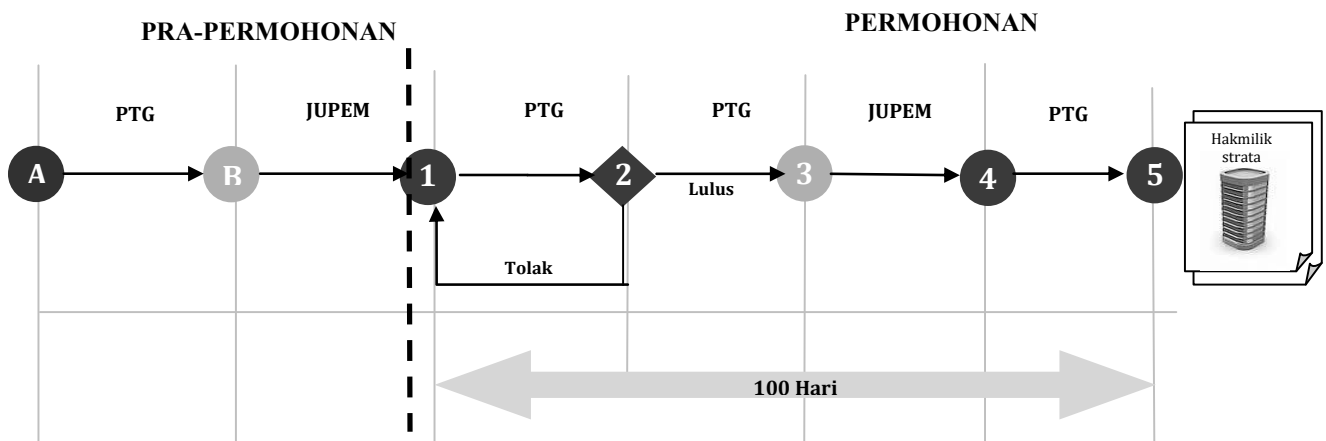 PRA-PERMOHONAN
PERMOHONAN
PTG
JUPEM
PTG
PTG
JUPEM
PTG
Hakmilik
strata
A
B
1
2
3
4
5
Lulus
Tolak
100 Hari